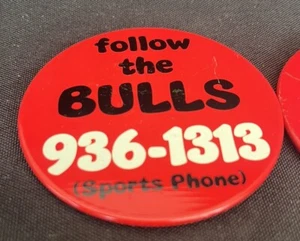 follow
the
BULLS
936-1313
(Sports Phone)